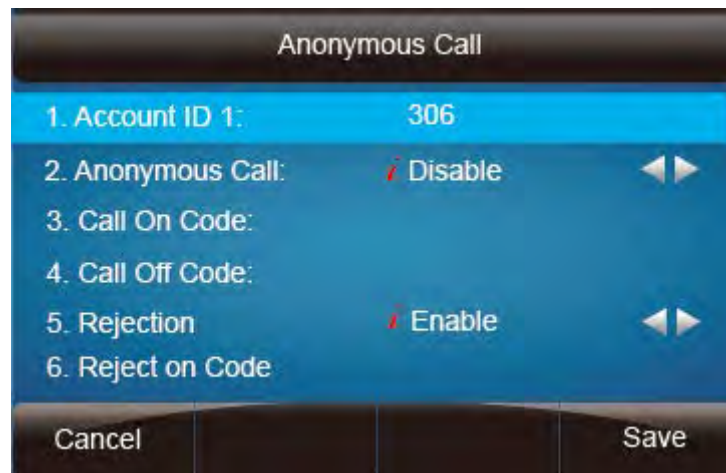 Anonymous Call
1. Account ID 1: 306
2. Anonymous Call: i Disable
3. Call On Code:
4. Call Off Code:
5. Rejection i Enable
6. Reject on Code
Cancel Save